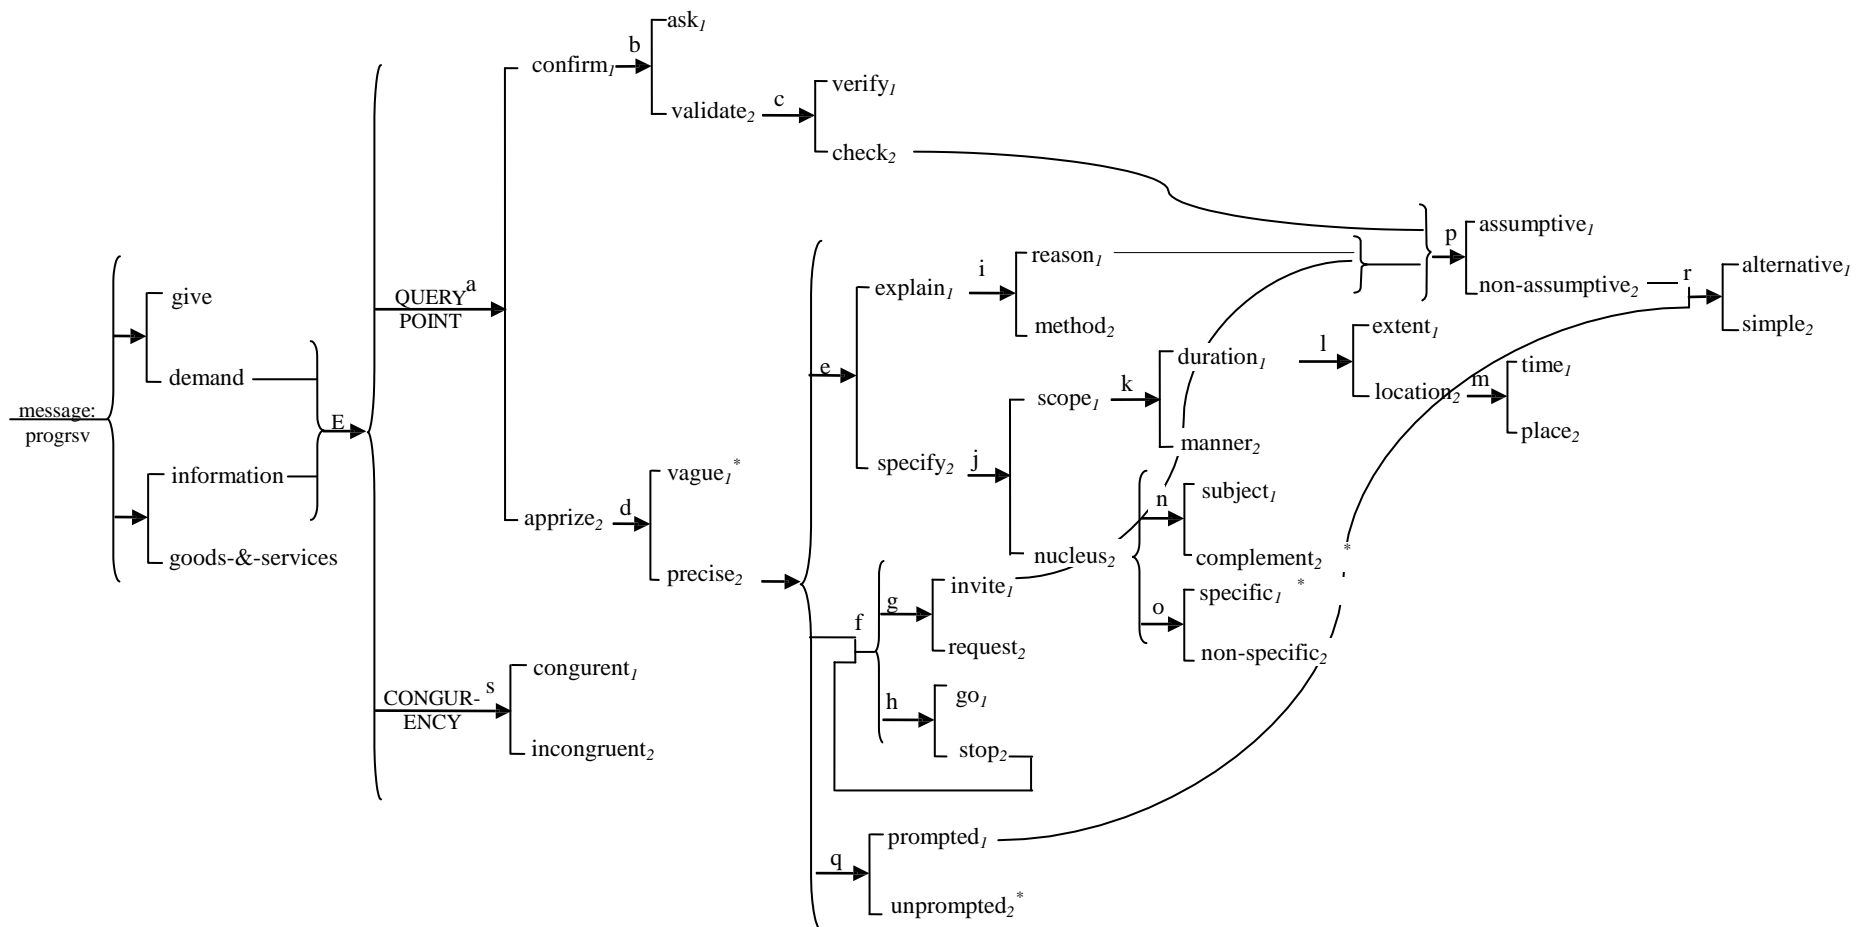 ask1
b
confirm1
verify1
c
validate2
check2
assumptive1
p
reason1
i
alternative1
r
non-assumptive2
explain1
give
QUERY a
POINT
method2
simple2
extent1
l
duration1
time1
e
demand
k
m
location2
scope1
message:
E
progrsv
place2
manner2
j
specify2
vague1*
information
subject1
n
d
apprize2
nucleus2
complement2
*
goods-&-services
precise2
invite1
specific1 *
g
o
f
request2
non-specific2
congurent1
s
CONGUR-
ENCY
go1
h
incongruent2
stop2
prompted1
q
unprompted2*